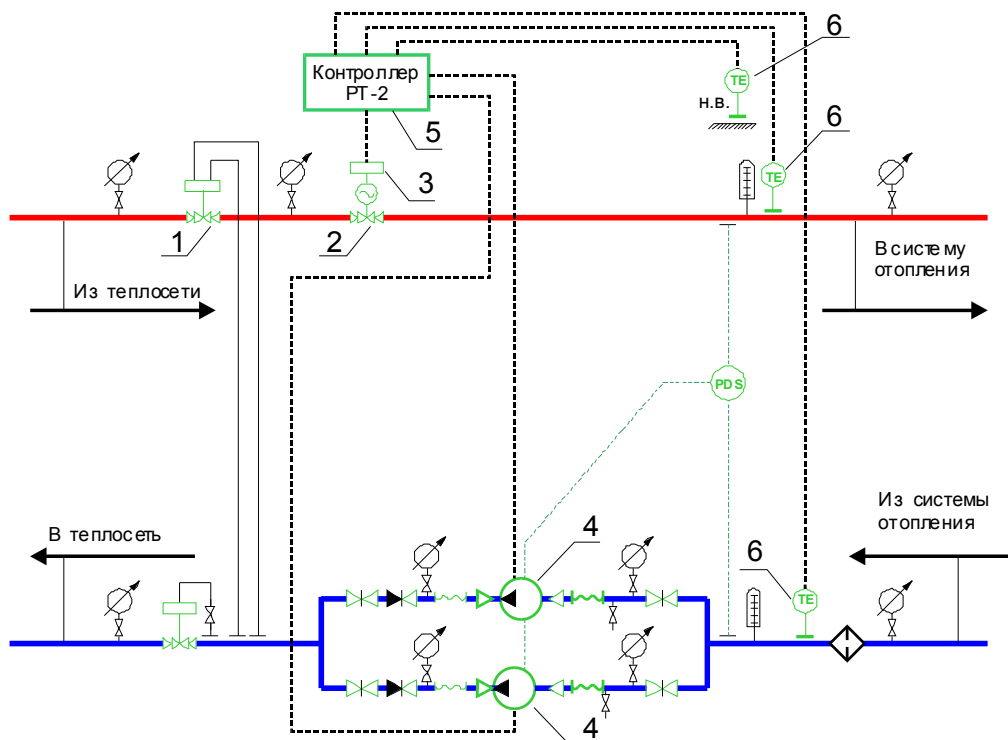 6
Контроллер
РТ-2
TE
н.в.
5
6
3
TE
1
2
В систему
отопления
Из теплосети
PDS
Из системы
отопления
В теплосеть
4
6
TE
4